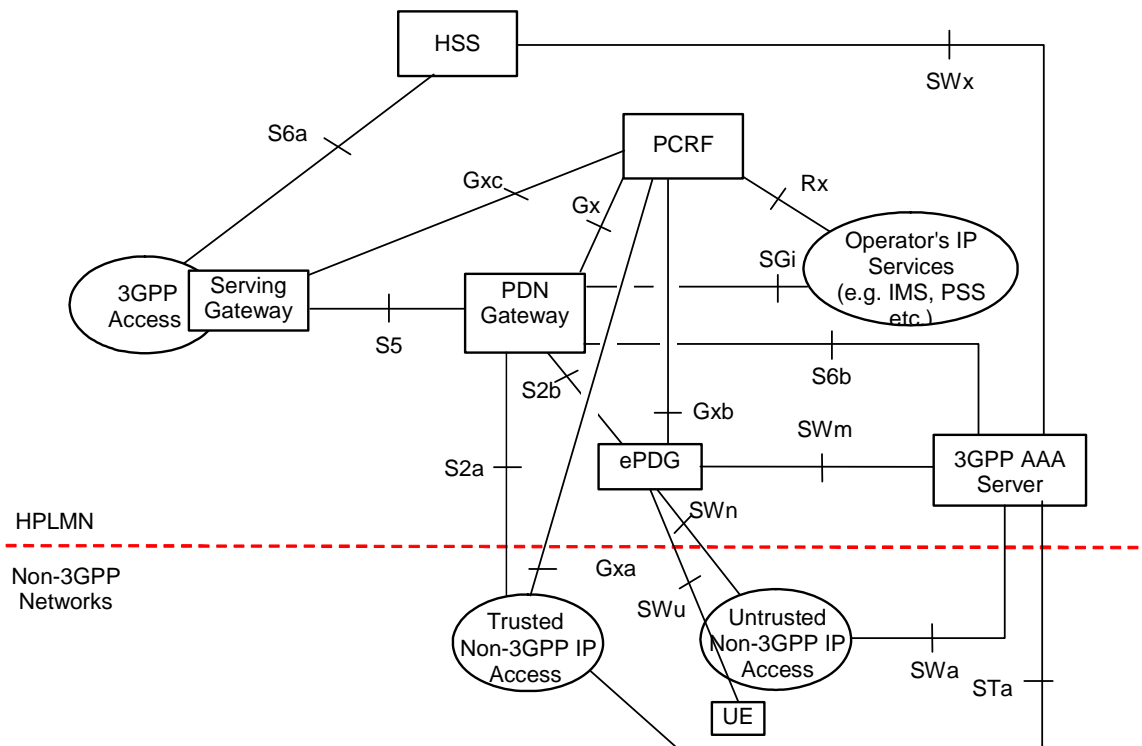 HSS
SWx
S6a
PCRF
Gxc
Gx
Rx
Operator's IP
Services
(e.g. IMS, PSS
etc.)
SGi
3GPP
Access
Serving
Gateway
PDN
Gateway
S5
S2b
S6b
Gxb
SWm
S2a
ePDG
3GPP AAA
Server
SWn
HPLMN
Non-3GPP
Networks
Gxa
SWu
Trusted
Non-3GPP IP
Access
Untrusted
Non-3GPP IP
Access
SWa
STa
UE